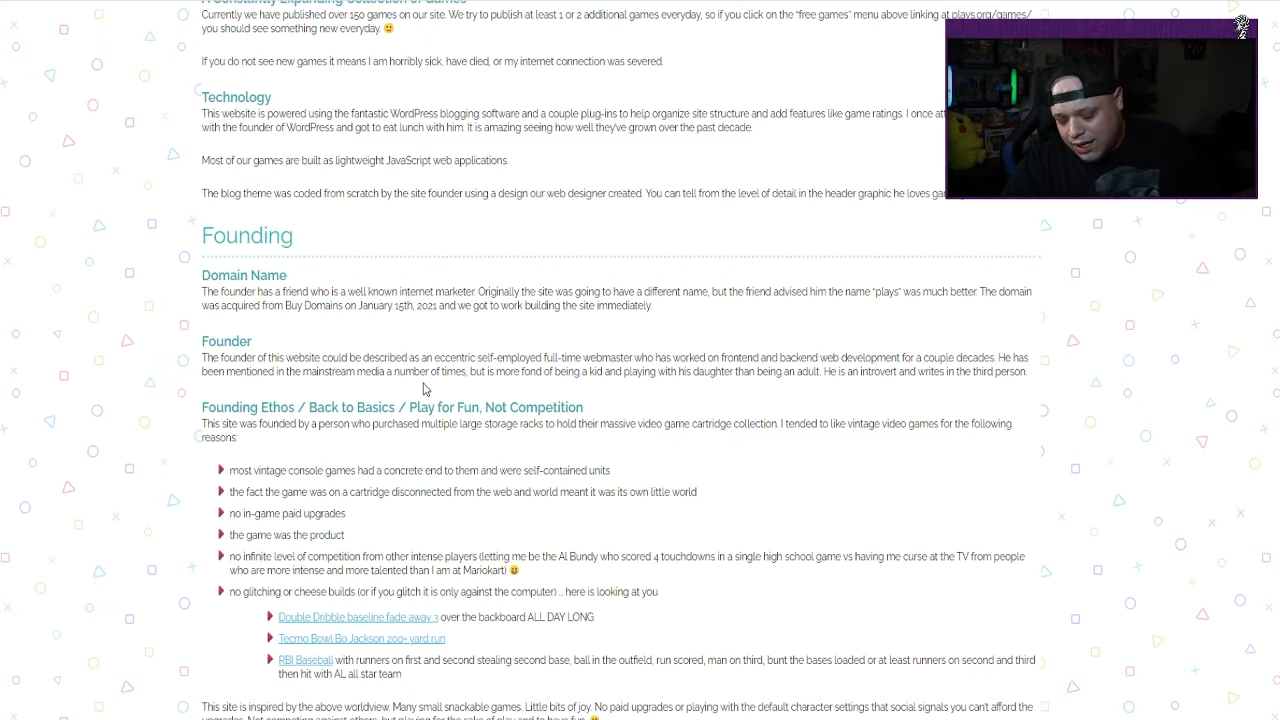 A Constantly Expanding Collection of Games
Currently we have published over 150 games on our site. We try to publish at least 1 or 2 additional games everyday, so if you click on the "free games" menu above linking at plays.org/games/
you should see something new everyday. 🙂
If you do not see new games it means I am horribly sick, have died, or my internet connection was severed.
Technology
This website is powered using the fantastic WordPress blogging software and a couple plug-ins to help organize site structure and add features like game ratings. I once
with the founder of WordPress and got to eat lunch with him. It is amazing seeing how well they've grown over the past decade.
Most of our games are built as lightweight JavaScript web applications.
The blog theme was coded from scratch by the site founder using a design our web designer created. You can tell from the level of detail in the header graphic he loves
Founding
Domain Name
The founder has a friend who is a well known internet marketer. Originally the site was going to have a different name, but the friend advised him the name "plays" was much better. The domain
was acquired from Buy Domains on January 15th, 2021 and we got to work building the site immediately.
Founder
The founder of this website could be described as an eccentric self-employed full-time webmaster who has worked on frontend and backend web development for a couple decades. He has
been mentioned in the mainstream media a number of times, but is more fond of being a kid and playing with his daughter than being an adult. He is an introvert and writes in the third person.
Founding Ethos / Back to Basics / Play for Fun, Not Competition
This site was founded by a person who purchased multiple large storage racks to hold their massive video game cartridge collection. I tended to like vintage video games for the following
reasons:
most vintage console games had a concrete end to them and were self-contained units
the fact the game was on a cartridge disconnected from the web and world meant it was its own little world
no in-game paid upgrades
the game was the product
no infinite level of competition from other intense players (letting me be the Al Bundy who scored 4 touchdowns in a single high school game vs having me curse at the TV from people
who are more intense and more talented than I am at Mariokart) 😀
no glitching or cheese builds (or if you glitch it is only against the computer) .. here is looking at you
Double Dribble baseline fade away 3 over the backboard ALL DAY LONG
Tecmo Bowl Bo Jackson 200+ yard run
RBI Baseball with runners on first and second stealing second base, ball in the outfield, run scored, man on third, bunt the bases loaded or at least runners on second and third
then hit with AL all star team
This site is inspired by the above worldview. Many small snackable games. Little bits of joy. No paid upgrades or playing with the default character settings that social signals you can't afford the
upgrades. Not competing against others, but playing for the sake of play and to have fun. 🙂